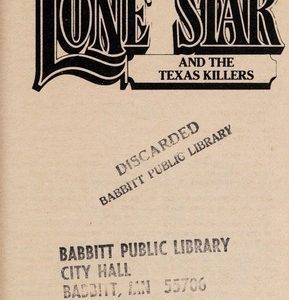 LONE STAR
AND THE
TEXAS KILLERS
DISCARDED
BABBITT PUBLIC LIBRARY
BABBITT PUBLIC LIBRARY
CITY HALL
BABBITT, MN 55706